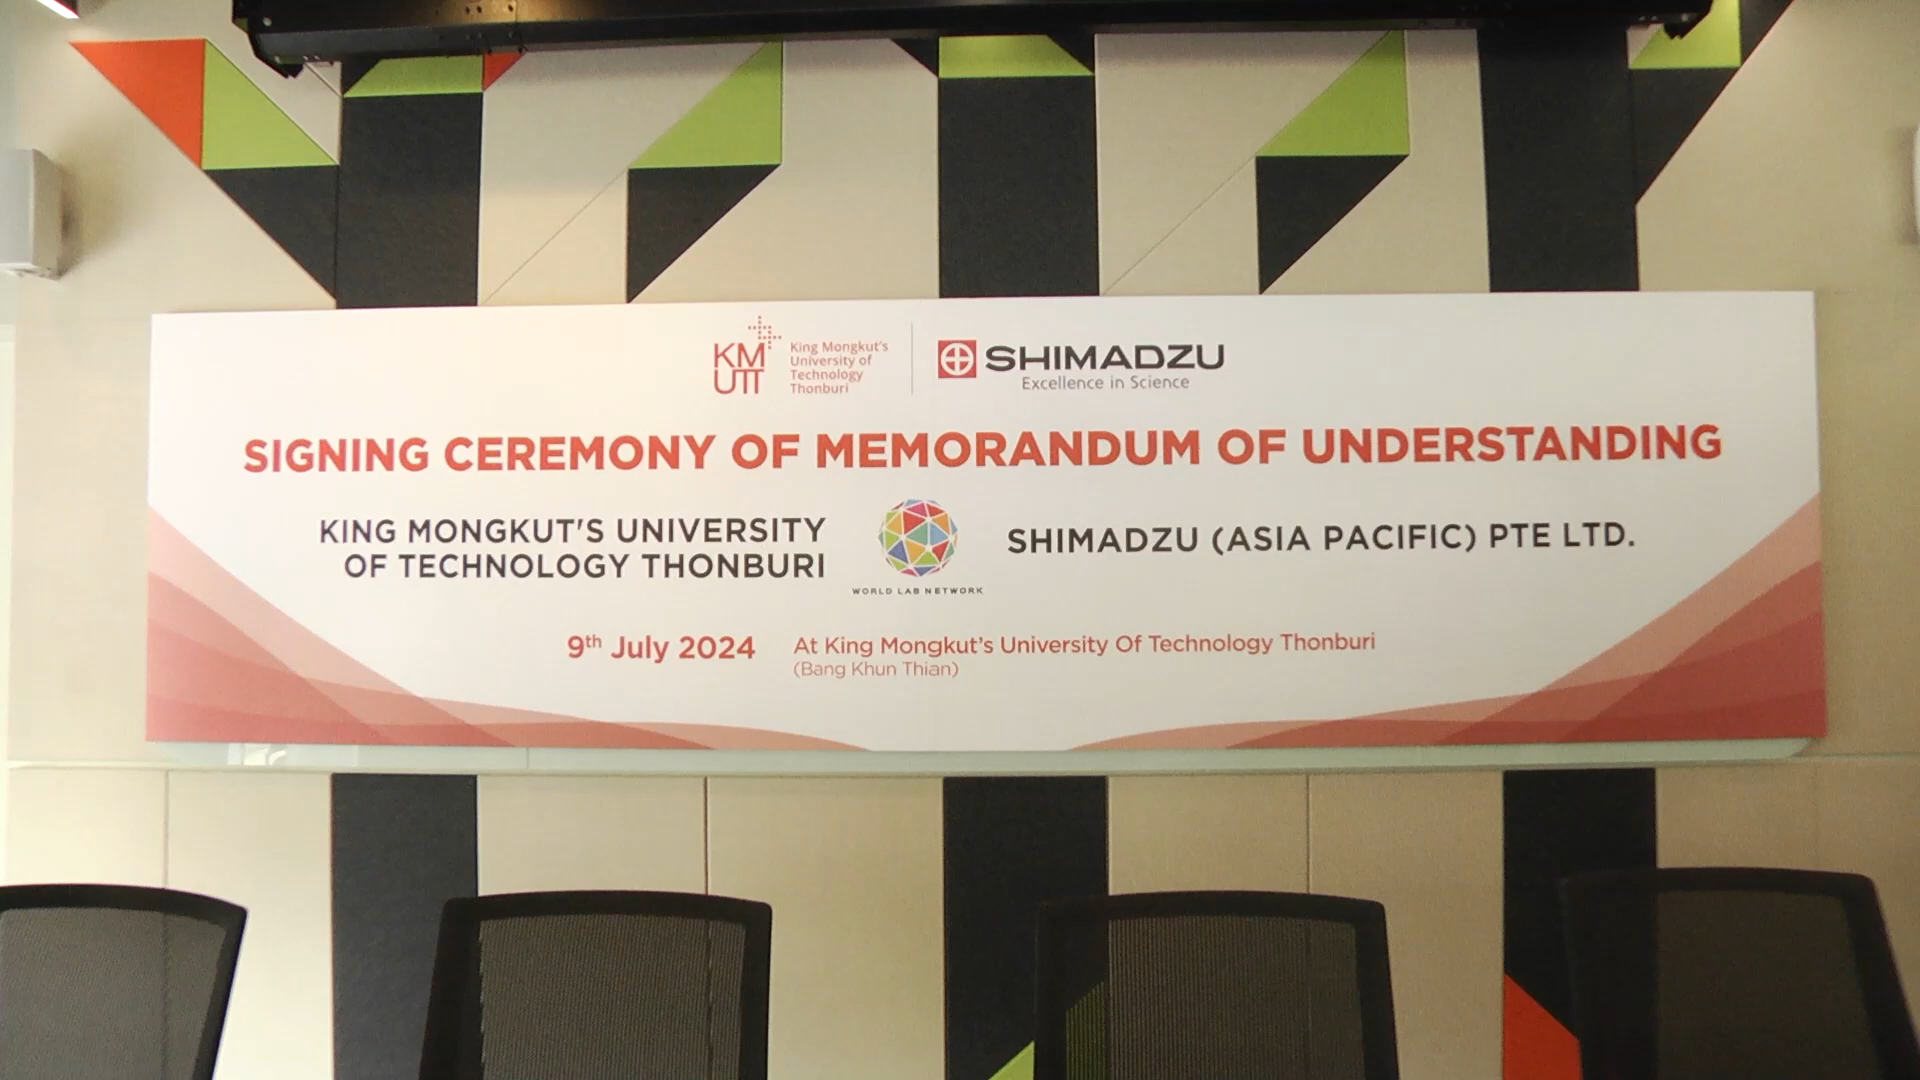 KM
UTT
King Mongkut's
University of
Technology
Thonburi
SHIMADZU
Excellence in Science
SIGNING CEREMONY OF MEMORANDUM OF UNDERSTANDING
KING MONGKUT'S UNIVERSITY
OF TECHNOLOGY THONBURI
WORLD LAB NETWORK
SHIMADZU (ASIA PACIFIC) PTE LTD.
9th July 2024
At King Mongkut's University Of Technology Thonburi
(Bang Khun Thian)